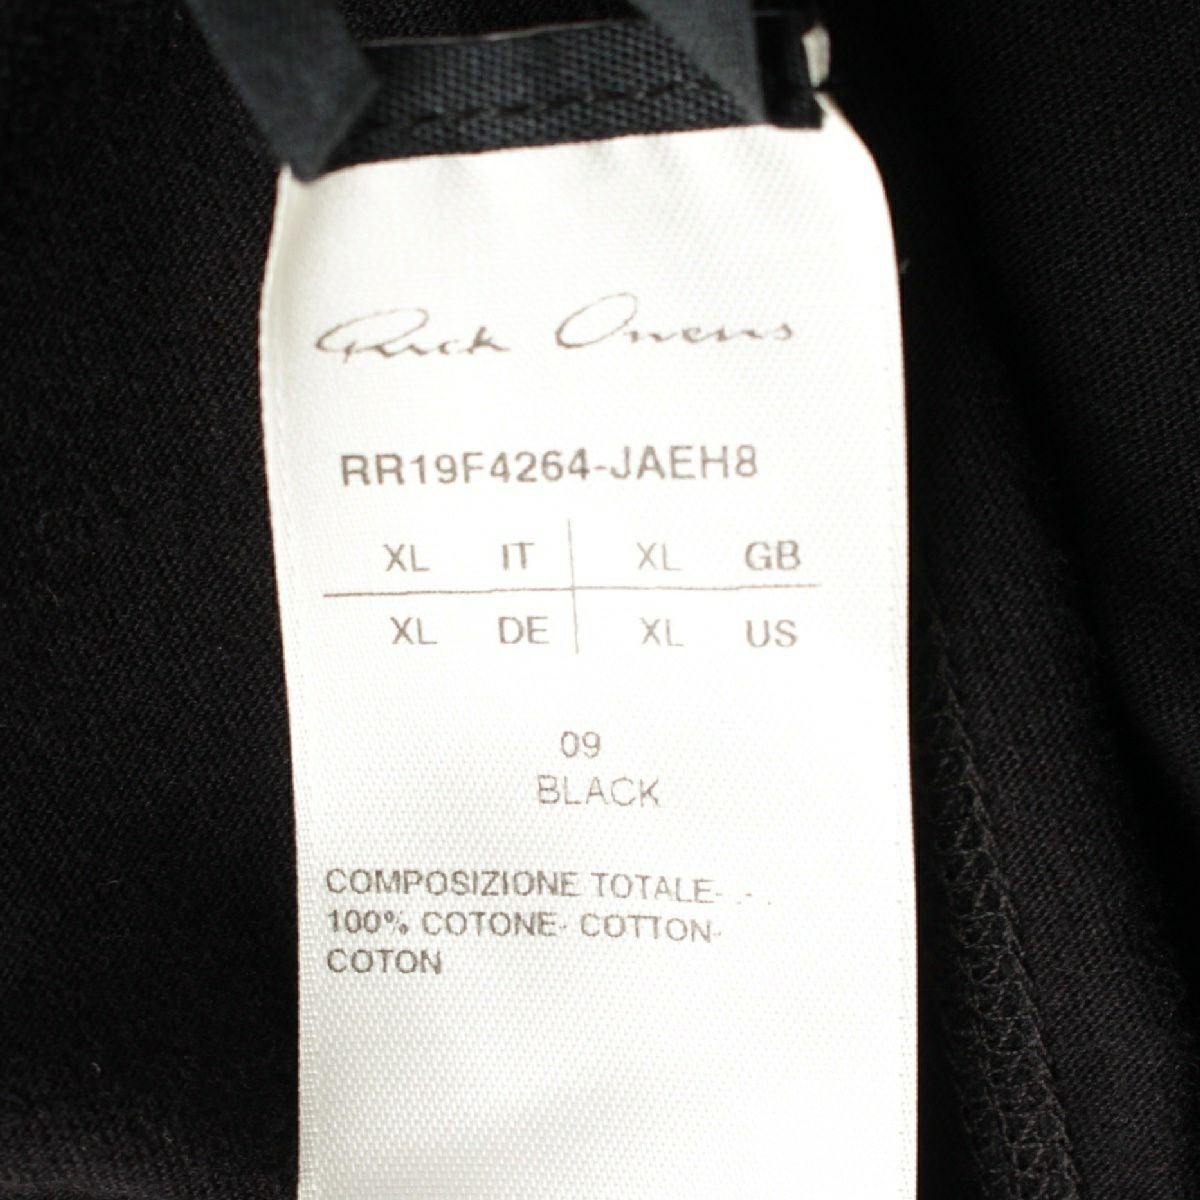 Rick Owens
RR19F4264-JAEH8
XL IT XL GB
XL DE XL US
09
BLACK
COMPOSIZIONE TOTALE- -
100% COTONE- COTTON-
COTON